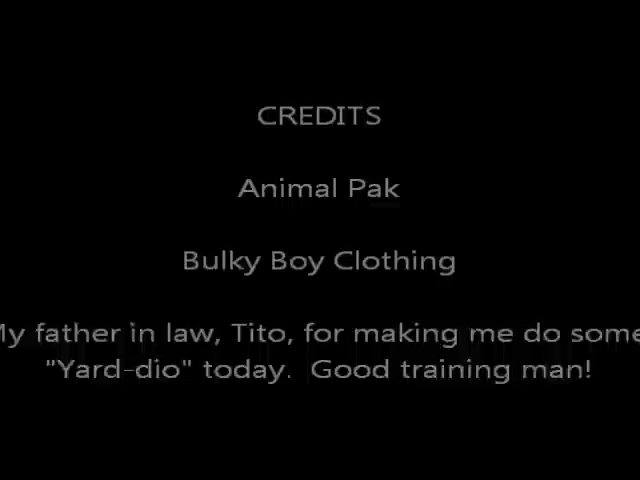 CREDITS
Animal Pak
Bulky Boy Clothing
My father in law, Tito, for making me do some
"Yard-dio" today.  Good training man!